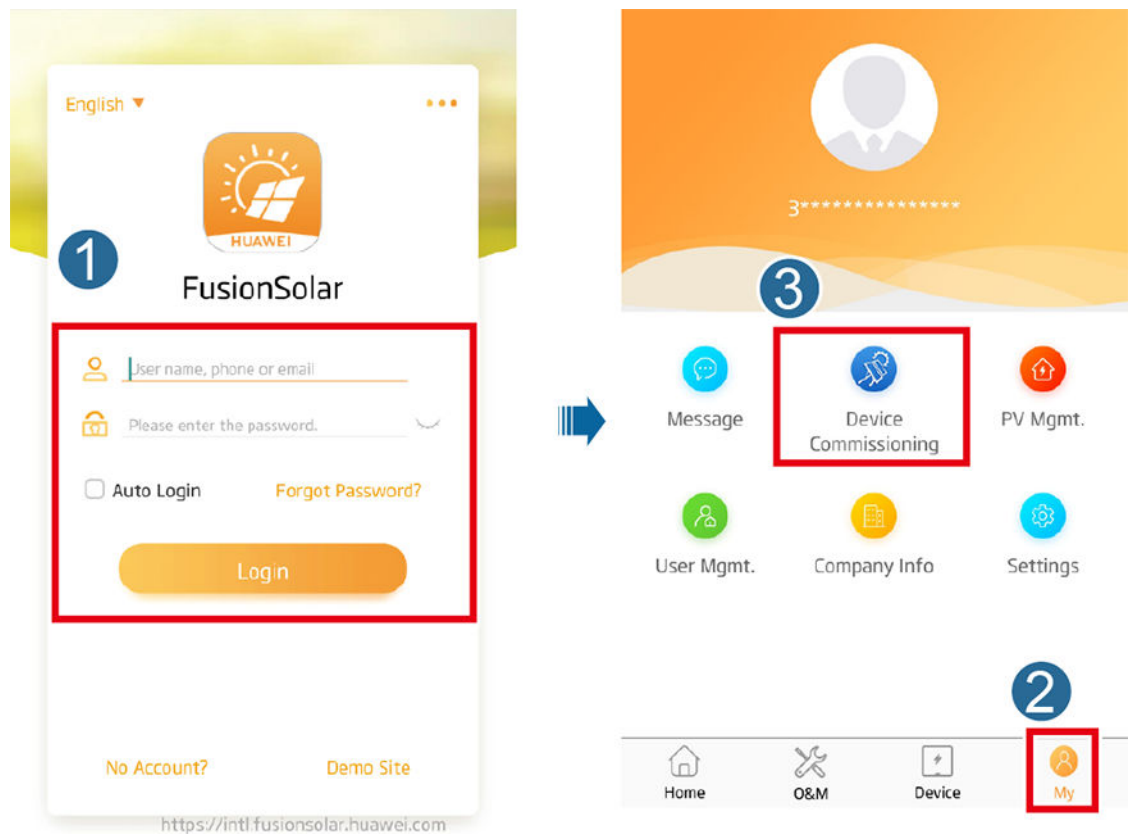 English
HUAWEI
1
FusionSolar
User name, phone or email
Please enter the password.
Auto Login
Forgot Password?
Login
No Account?
Demo Site
https://intl.fusionsolar.huawei.com
3***************
3
Message
Device
Commissioning
PV Mgmt.
User Mgmt.
Company Info
Settings
2
Home
O&M
Device
My